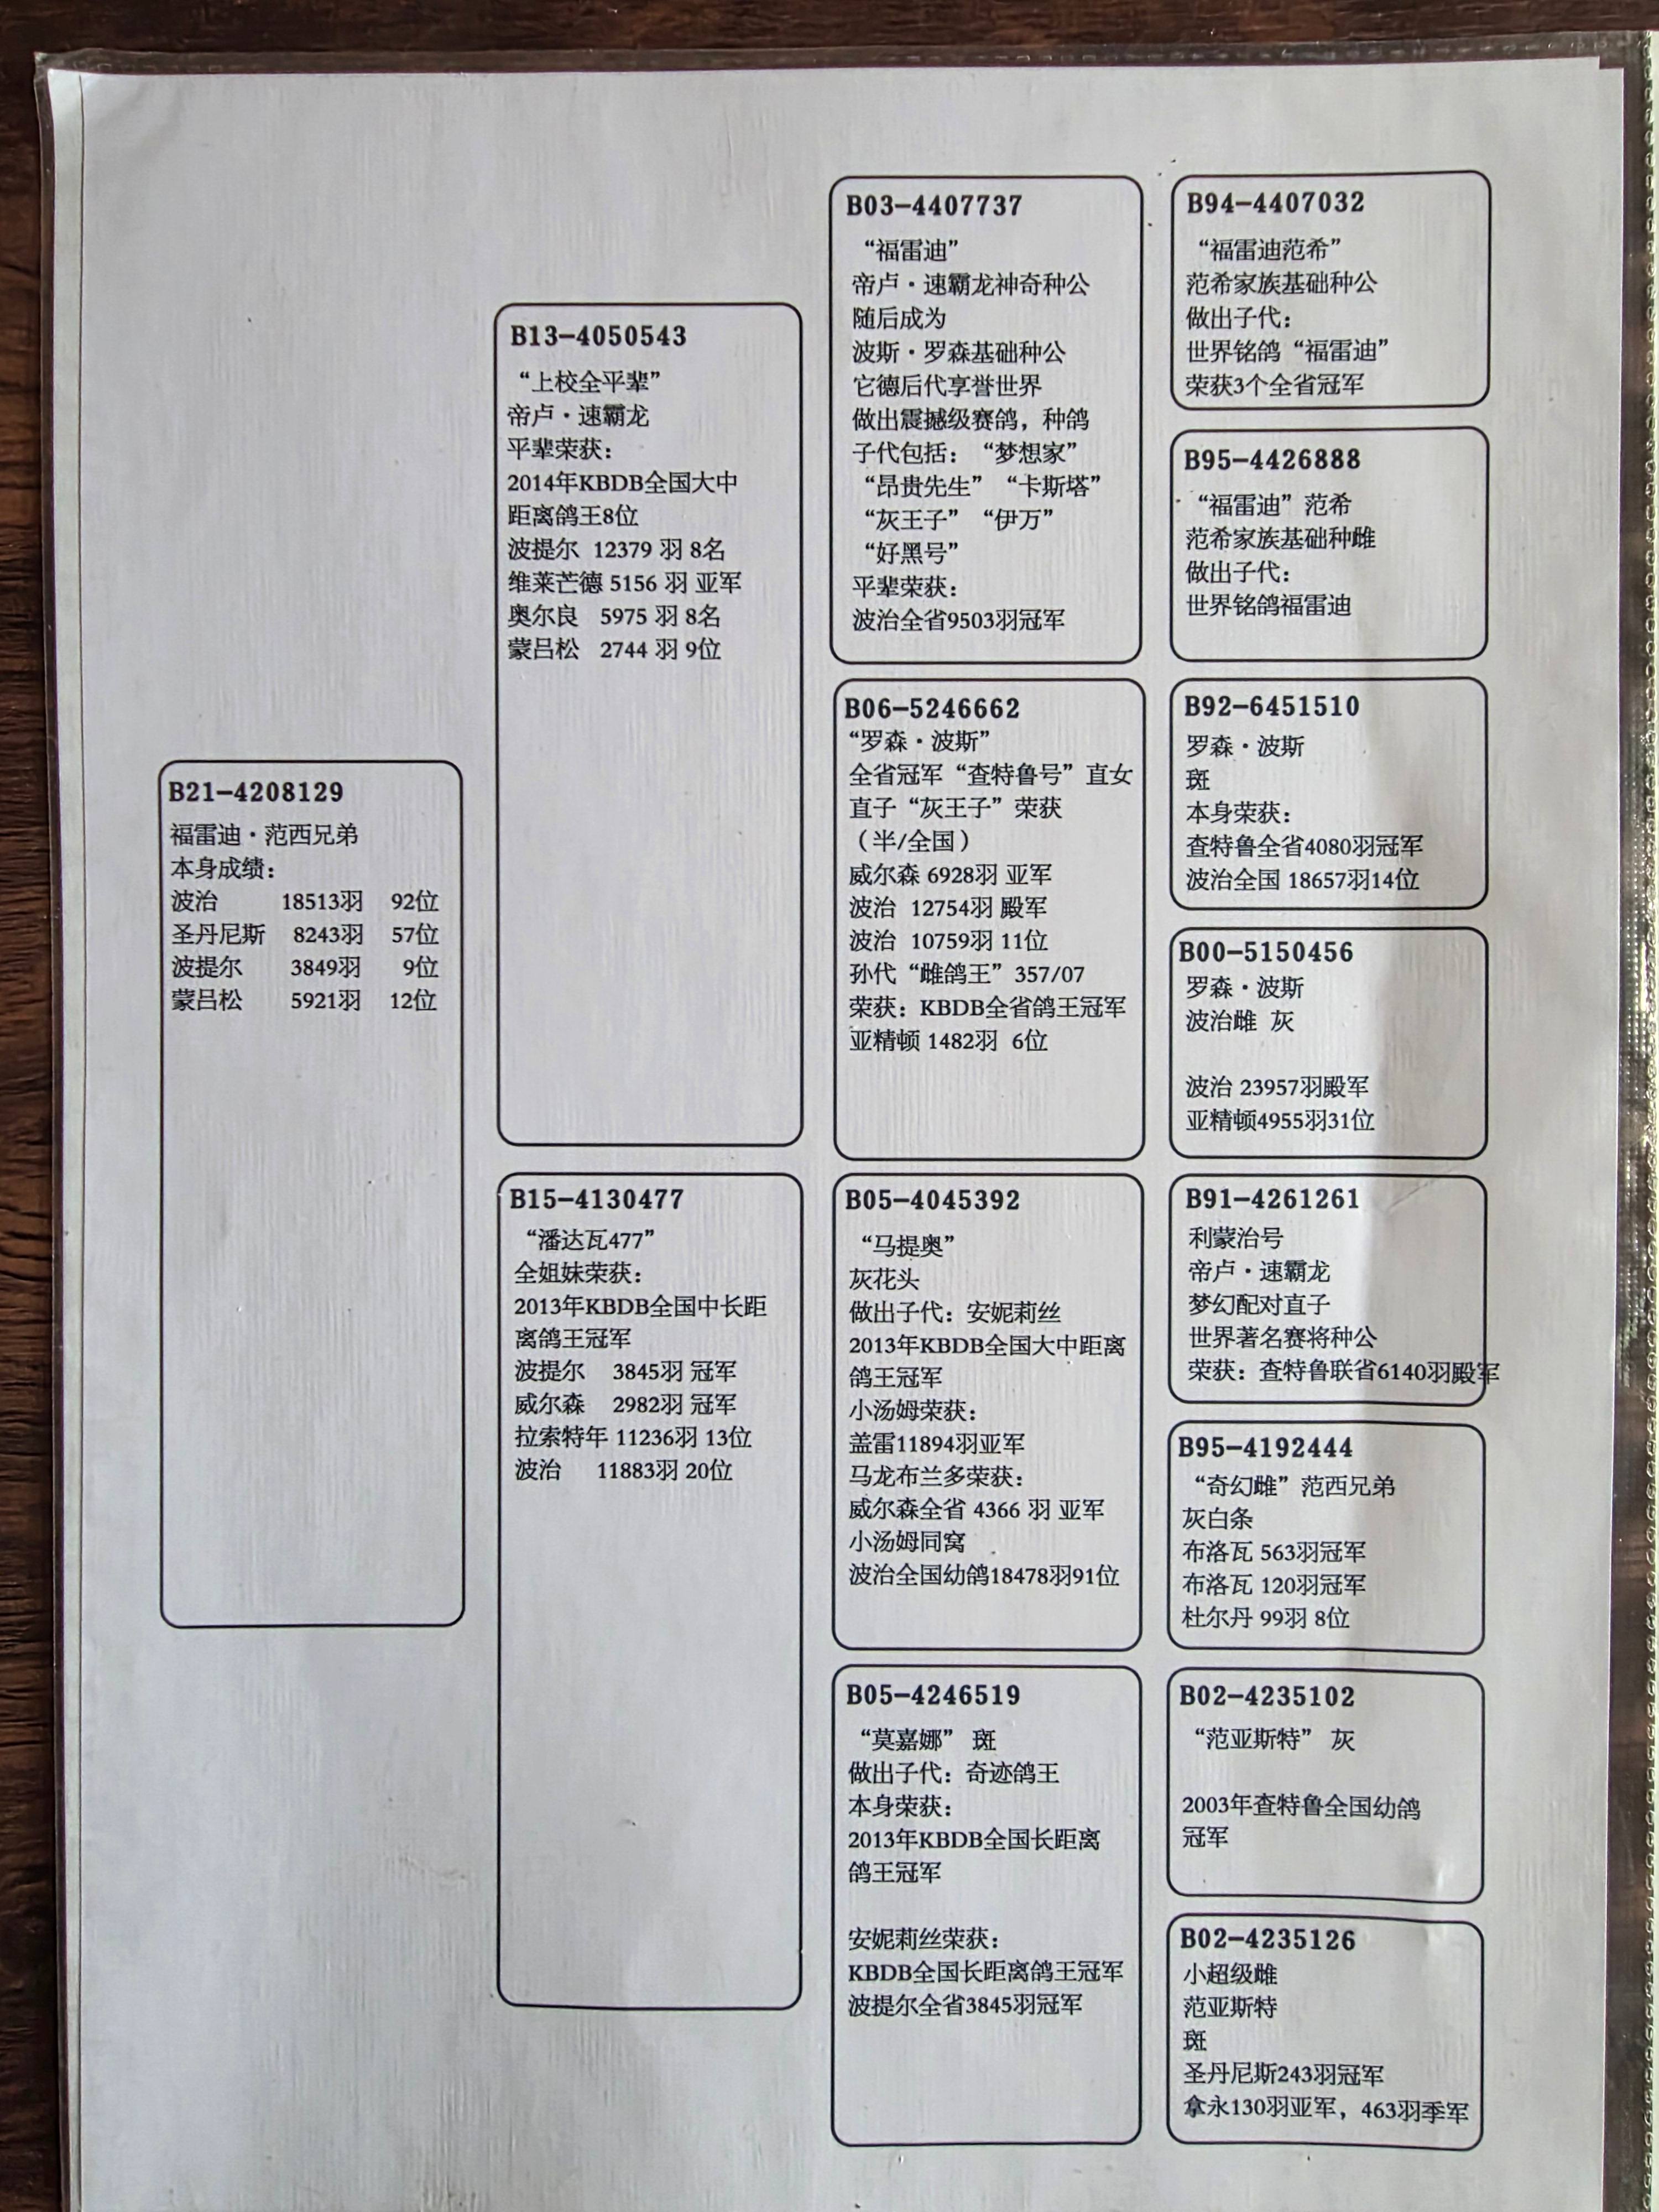 B21-4208129
福雷迪·范西兄弟
本身成绩：
波治 18513羽 92位
圣丹尼斯 8243羽 57位
波提尔 3849羽 9位
蒙吕松 5921羽 12位
B13-4050543
“上校全平辈”
帝卢·速霸龙
平辈荣获：
2014年KBDB全国大中
距离鸽王8位
波提尔 12379 羽 8名
维莱芒德 5156 羽 亚军
奥尔良 5975 羽 8名
蒙吕松 2744 羽 9位
B15-4130477
“潘达瓦477”
全姐妹荣获：
2013年KBDB全国中长距
离鸽王冠军
波提尔 3845羽 冠军
威尔森 2982羽 冠军
拉索特年 11236羽 13位
波治 11883羽 20位
B03-4407737
“福雷迪”
帝卢·速霸龙神奇种公
随后成为
波斯·罗森基础种公
它德后代享誉世界
做出震撼级赛鸽，种鸽
子代包括：“梦想家”
“昂贵先生”“卡斯塔”
“灰王子”“伊万”
“好黑号”
平辈荣获：
波治全省9503羽冠军
B06-5246662
“罗森·波斯”
全省冠军“查特鲁号”直女
直子“灰王子”荣获
（半/全国）
威尔森 6928羽 亚军
波治 12754羽 殿军
波治 10759羽 11位
孙代“雌鸽王”357/07
荣获：KBDB全省鸽王冠军
亚精顿 1482羽 6位
B05-4045392
“马提奥”
灰花头
做出子代：安妮莉丝
2013年KBDB全国大中距离
鸽王冠军
小汤姆荣获：
盖雷11894羽亚军
马龙布兰多荣获：
威尔森全省 4366 羽 亚军
小汤姆同窝
波治全国幼鸽18478羽91位
B05-4246519
“莫嘉娜” 斑
做出子代：奇迹鸽王
本身荣获：
2013年KBDB全国长距离
鸽王冠军
安妮莉丝荣获：
KBDB全国长距离鸽王冠军
波提尔全省3845羽冠军
B94-4407032
“福雷迪范希”
范希家族基础种公
做出子代：
世界铭鸽“福雷迪”
荣获3个全省冠军
B95-4426888
“福雷迪”范希
范希家族基础种雌
做出子代：
世界铭鸽福雷迪
B92-6451510
罗森·波斯
斑
本身荣获：
查特鲁全省4080羽冠军
波治全国 18657羽14位
B00-5150456
罗森·波斯
波治雌 灰
波治 23957羽殿军
亚精顿4955羽31位
B91-4261261
利蒙治号
帝卢·速霸龙
梦幻配对直子
世界著名赛将种公
荣获：查特鲁联省6140羽殿军
B95-4192444
“奇幻雌”范西兄弟
灰白条
布洛瓦 563羽冠军
布洛瓦 120羽冠军
杜尔丹 99羽 8位
B02-4235102
“范亚斯特” 灰
2003年查特鲁全国幼鸽
冠军
B02-4235126
小超级雌
范亚斯特
斑
圣丹尼斯243羽冠军
拿永130羽亚军，463羽季军